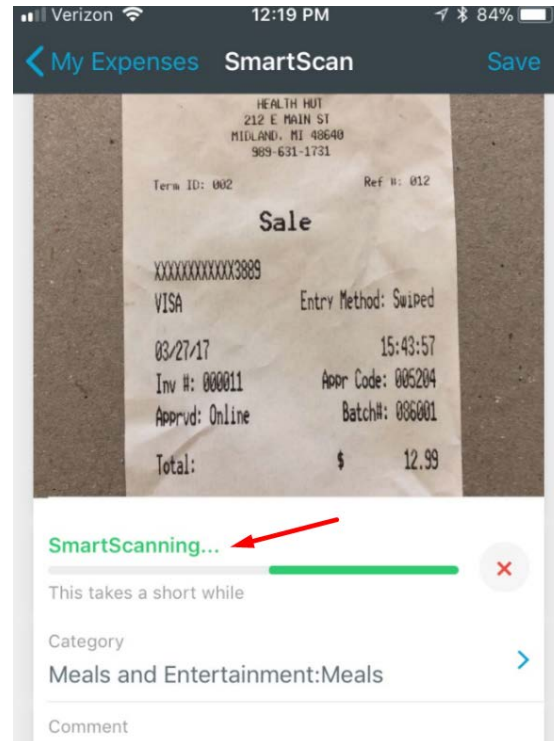 Verizon 12:19 PM 84%
My Expenses SmartScan Save
HEALTH HUT
212 E MAIN ST
MIDLAND, MI 48640
989-631-1731
Term ID: 002 Ref #: 012
Sale
XXXXXXXXXXXX3889
VISA Entry Method: Swiped
03/27/17 15:43:57
Inv #: 000011 Appr Code: 005204
Apprvd: Online Batch#: 086001
Total: $ 12.99
SmartScanning...
This takes a short while
Category
Meals and Entertainment:Meals
Comment